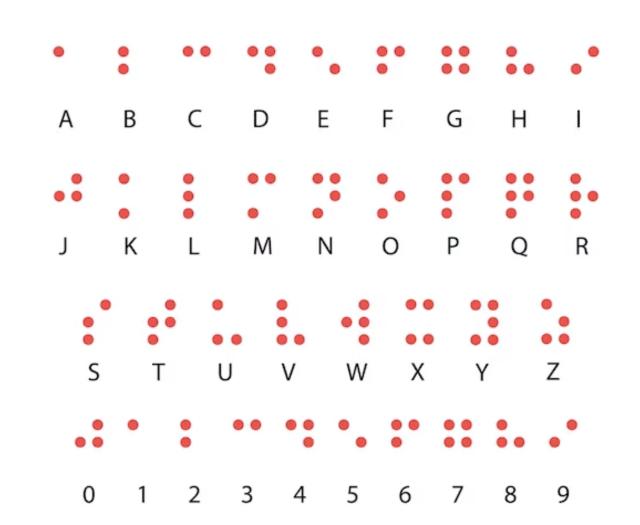 ⠁ ⠃ ⠉ ⠙ ⠑ ⠋ ⠛ ⠓ ⠊
A B C D E F G H I
⠚ ⠅ ⠇ ⠍ ⠝ ⠕ ⠏ ⠟ ⠗
J K L M N O P Q R
⠎ ⠞ ⠥ ⠧ ⠺ ⠭ ⠽ ⠵
S T U V W X Y Z
⠚ ⠁ ⠃ ⠉ ⠙ ⠑ ⠋ ⠛ ⠓ ⠊
0 1 2 3 4 5 6 7 8 9